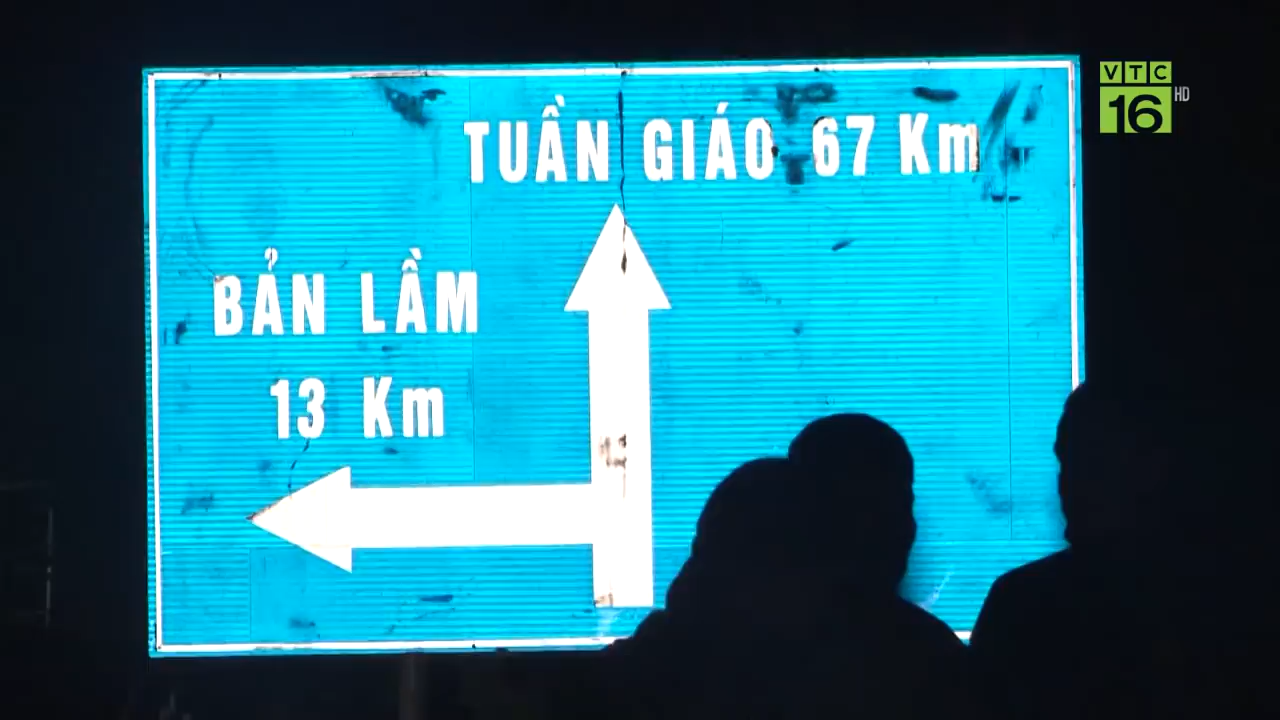 TUẦN GIÁO 67 Km
BẢN LẦM
13 Km
VTC
16 HD